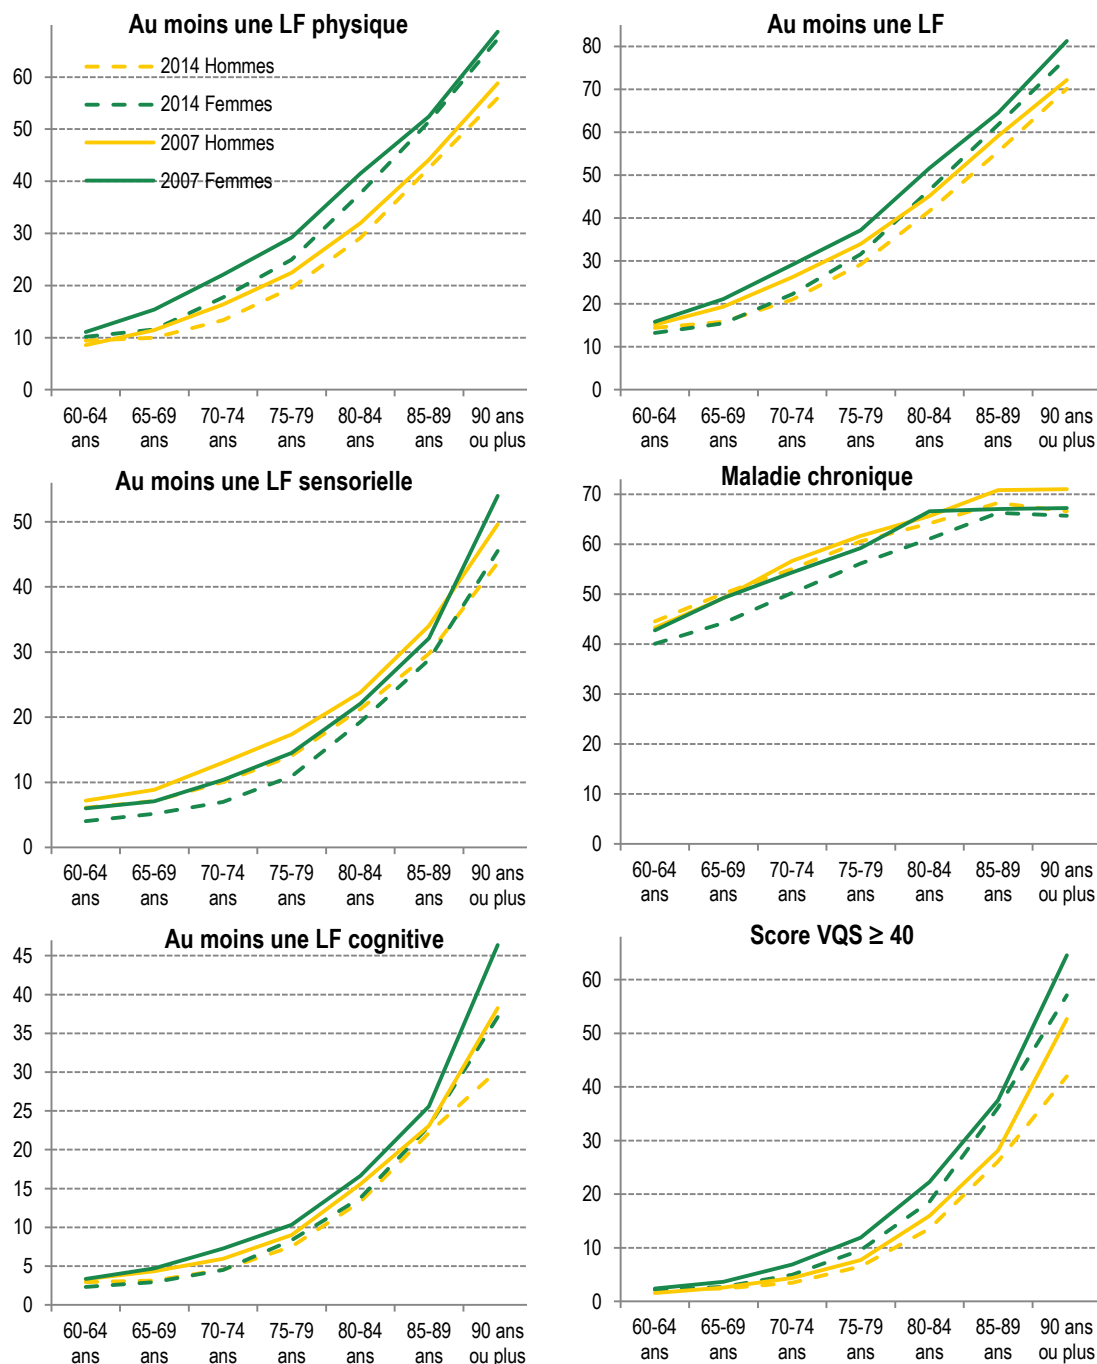 Au moins une LF physique
2014 Hommes
2014 Femmes
2007 Hommes
2007 Femmes
60
50
40
30
20
10
0
60-64 65-69 70-74 75-79 80-84 85-89 90 ans
ans ans ans ans ans ans ou plus
Au moins une LF
80
70
60
50
40
30
20
10
0
60-64 65-69 70-74 75-79 80-84 85-89 90 ans
ans ans ans ans ans ans ou plus
Au moins une LF sensorielle
50
40
30
20
10
0
60-64 65-69 70-74 75-79 80-84 85-89 90 ans
ans ans ans ans ans ans ou plus
Maladie chronique
70
60
50
40
30
20
10
0
60-64 65-69 70-74 75-79 80-84 85-89 90 ans
ans ans ans ans ans ans ou plus
Au moins une LF cognitive
45
40
35
30
25
20
15
10
5
0
60-64 65-69 70-74 75-79 80-84 85-89 90 ans
ans ans ans ans ans ans ou plus
Score VQS ≥ 40
60
50
40
30
20
10
0
60-64 65-69 70-74 75-79 80-84 85-89 90 ans
ans ans ans ans ans ans ou plus